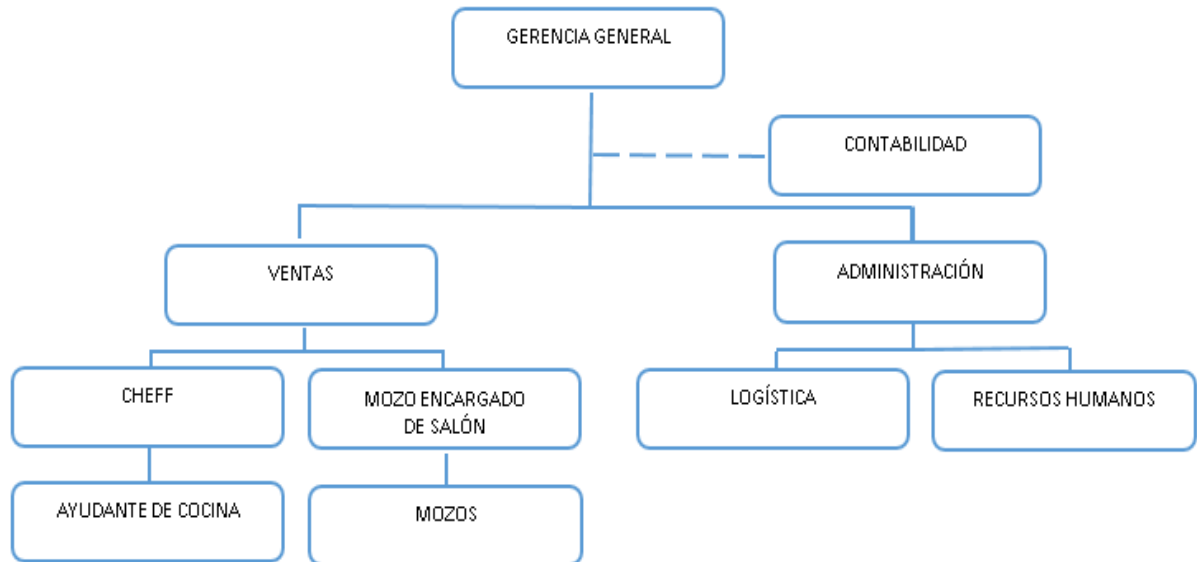 GERENCIA GENERAL
CONTABILIDAD
VENTAS
ADMINISTRACIÓN
CHEFF
MOZO ENCARGADO
DE SALÓN
LOGÍSTICA
RECURSOS HUMANOS
AYUDANTE DE COCINA
MOZOS